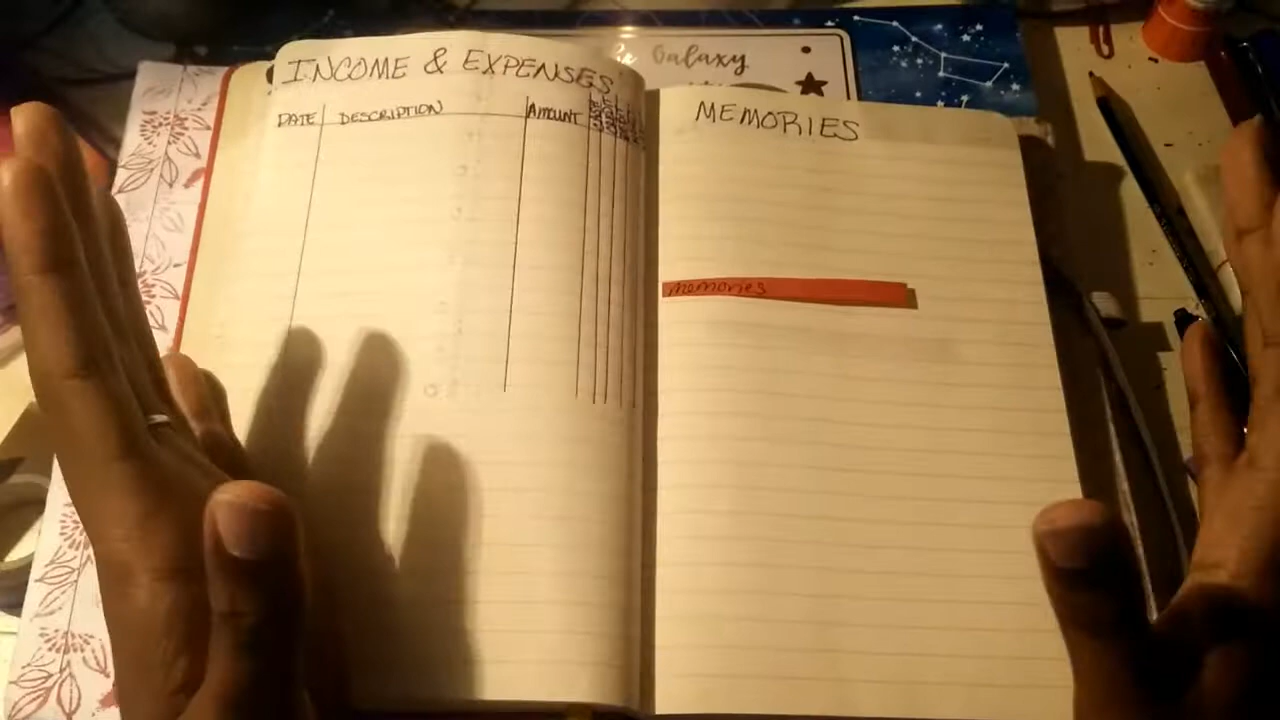 Galaxy
INCOME & EXPENSES
DATE DESCRIPTION AMOUNT
MEMORIES
memories